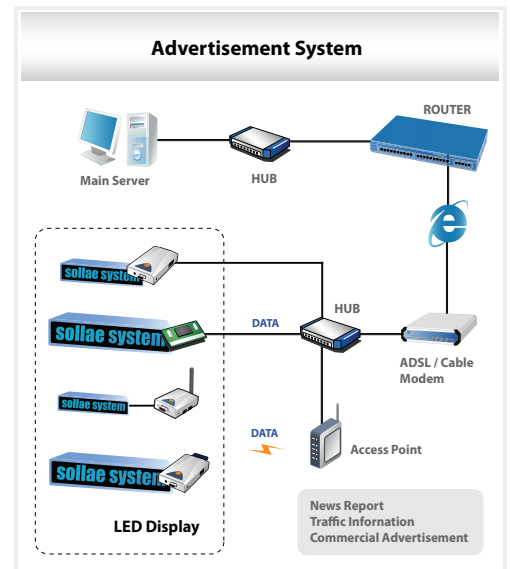 Advertisement System
ROUTER
Main Server
HUB
sollae system
HUB
DATA
sollae system
ADSL / Cable
Modem
sollae system
DATA
Access Point
sollae system
LED Display
News Report
Traffic Infornation
Commercial Advertisement